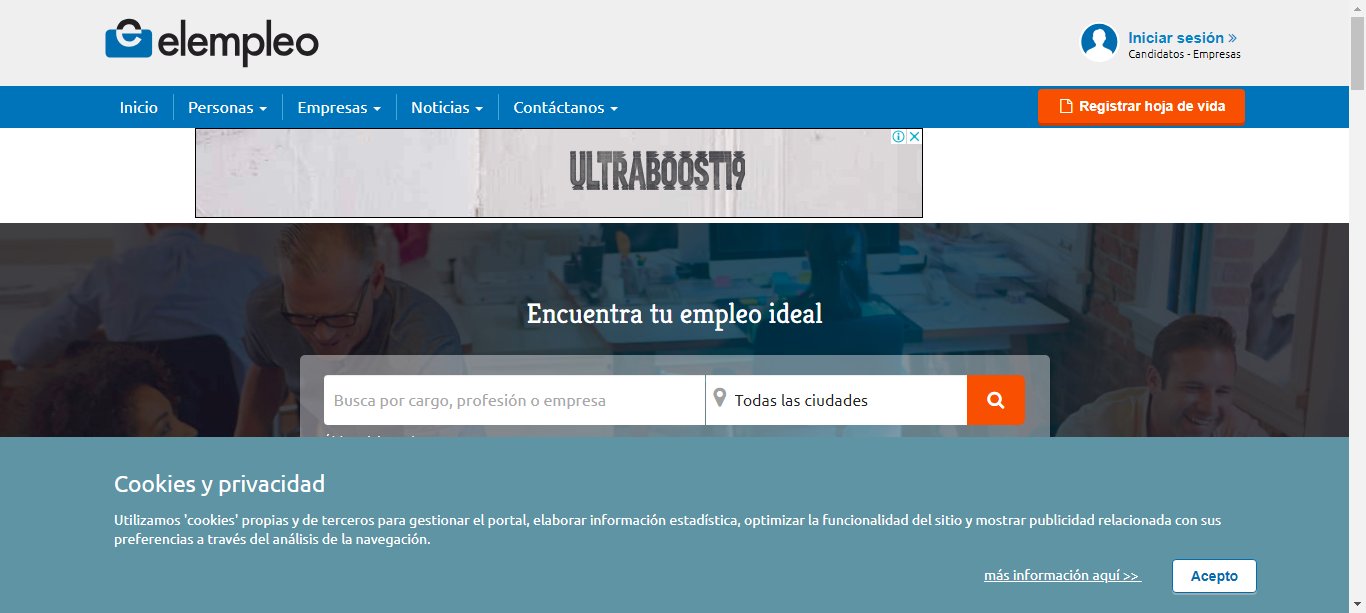 elempleo
Iniciar sesión »
Candidatos - Empresas
Inicio
Personas
Empresas
Noticias
Contáctanos
Registrar hoja de vida
ULTRABOOST19
Encuentra tu empleo ideal
Busca por cargo, profesión o empresa
Todas las ciudades
Cookies y privacidad
Utilizamos 'cookies' propias y de terceros para gestionar el portal, elaborar información estadística, optimizar la funcionalidad del sitio y mostrar publicidad relacionada con sus
preferencias a través del análisis de la navegación.
más información aquí >>
Acepto